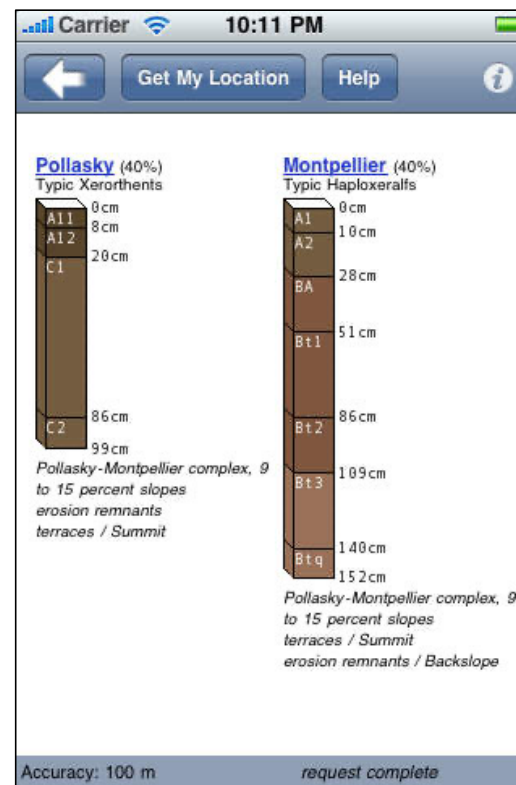 Carrier 10:11 PM
Get My Location Help i
Pollasky (40%)
Typic Xerorthents
0cm
A11
8cm
A12
20cm
C1
86cm
C2
99cm
Pollasky-Montpellier complex, 9
to 15 percent slopes
erosion remnants
terraces / Summit
Montpellier (40%)
Typic Haploxeralfs
0cm
A1
10cm
A2
28cm
BA
51cm
Bt1
86cm
Bt2
109cm
Bt3
140cm
Btq
152cm
Pollasky-Montpellier complex, 9
to 15 percent slopes
terraces / Summit
erosion remnants / Backslope
Accuracy: 100 m request complete